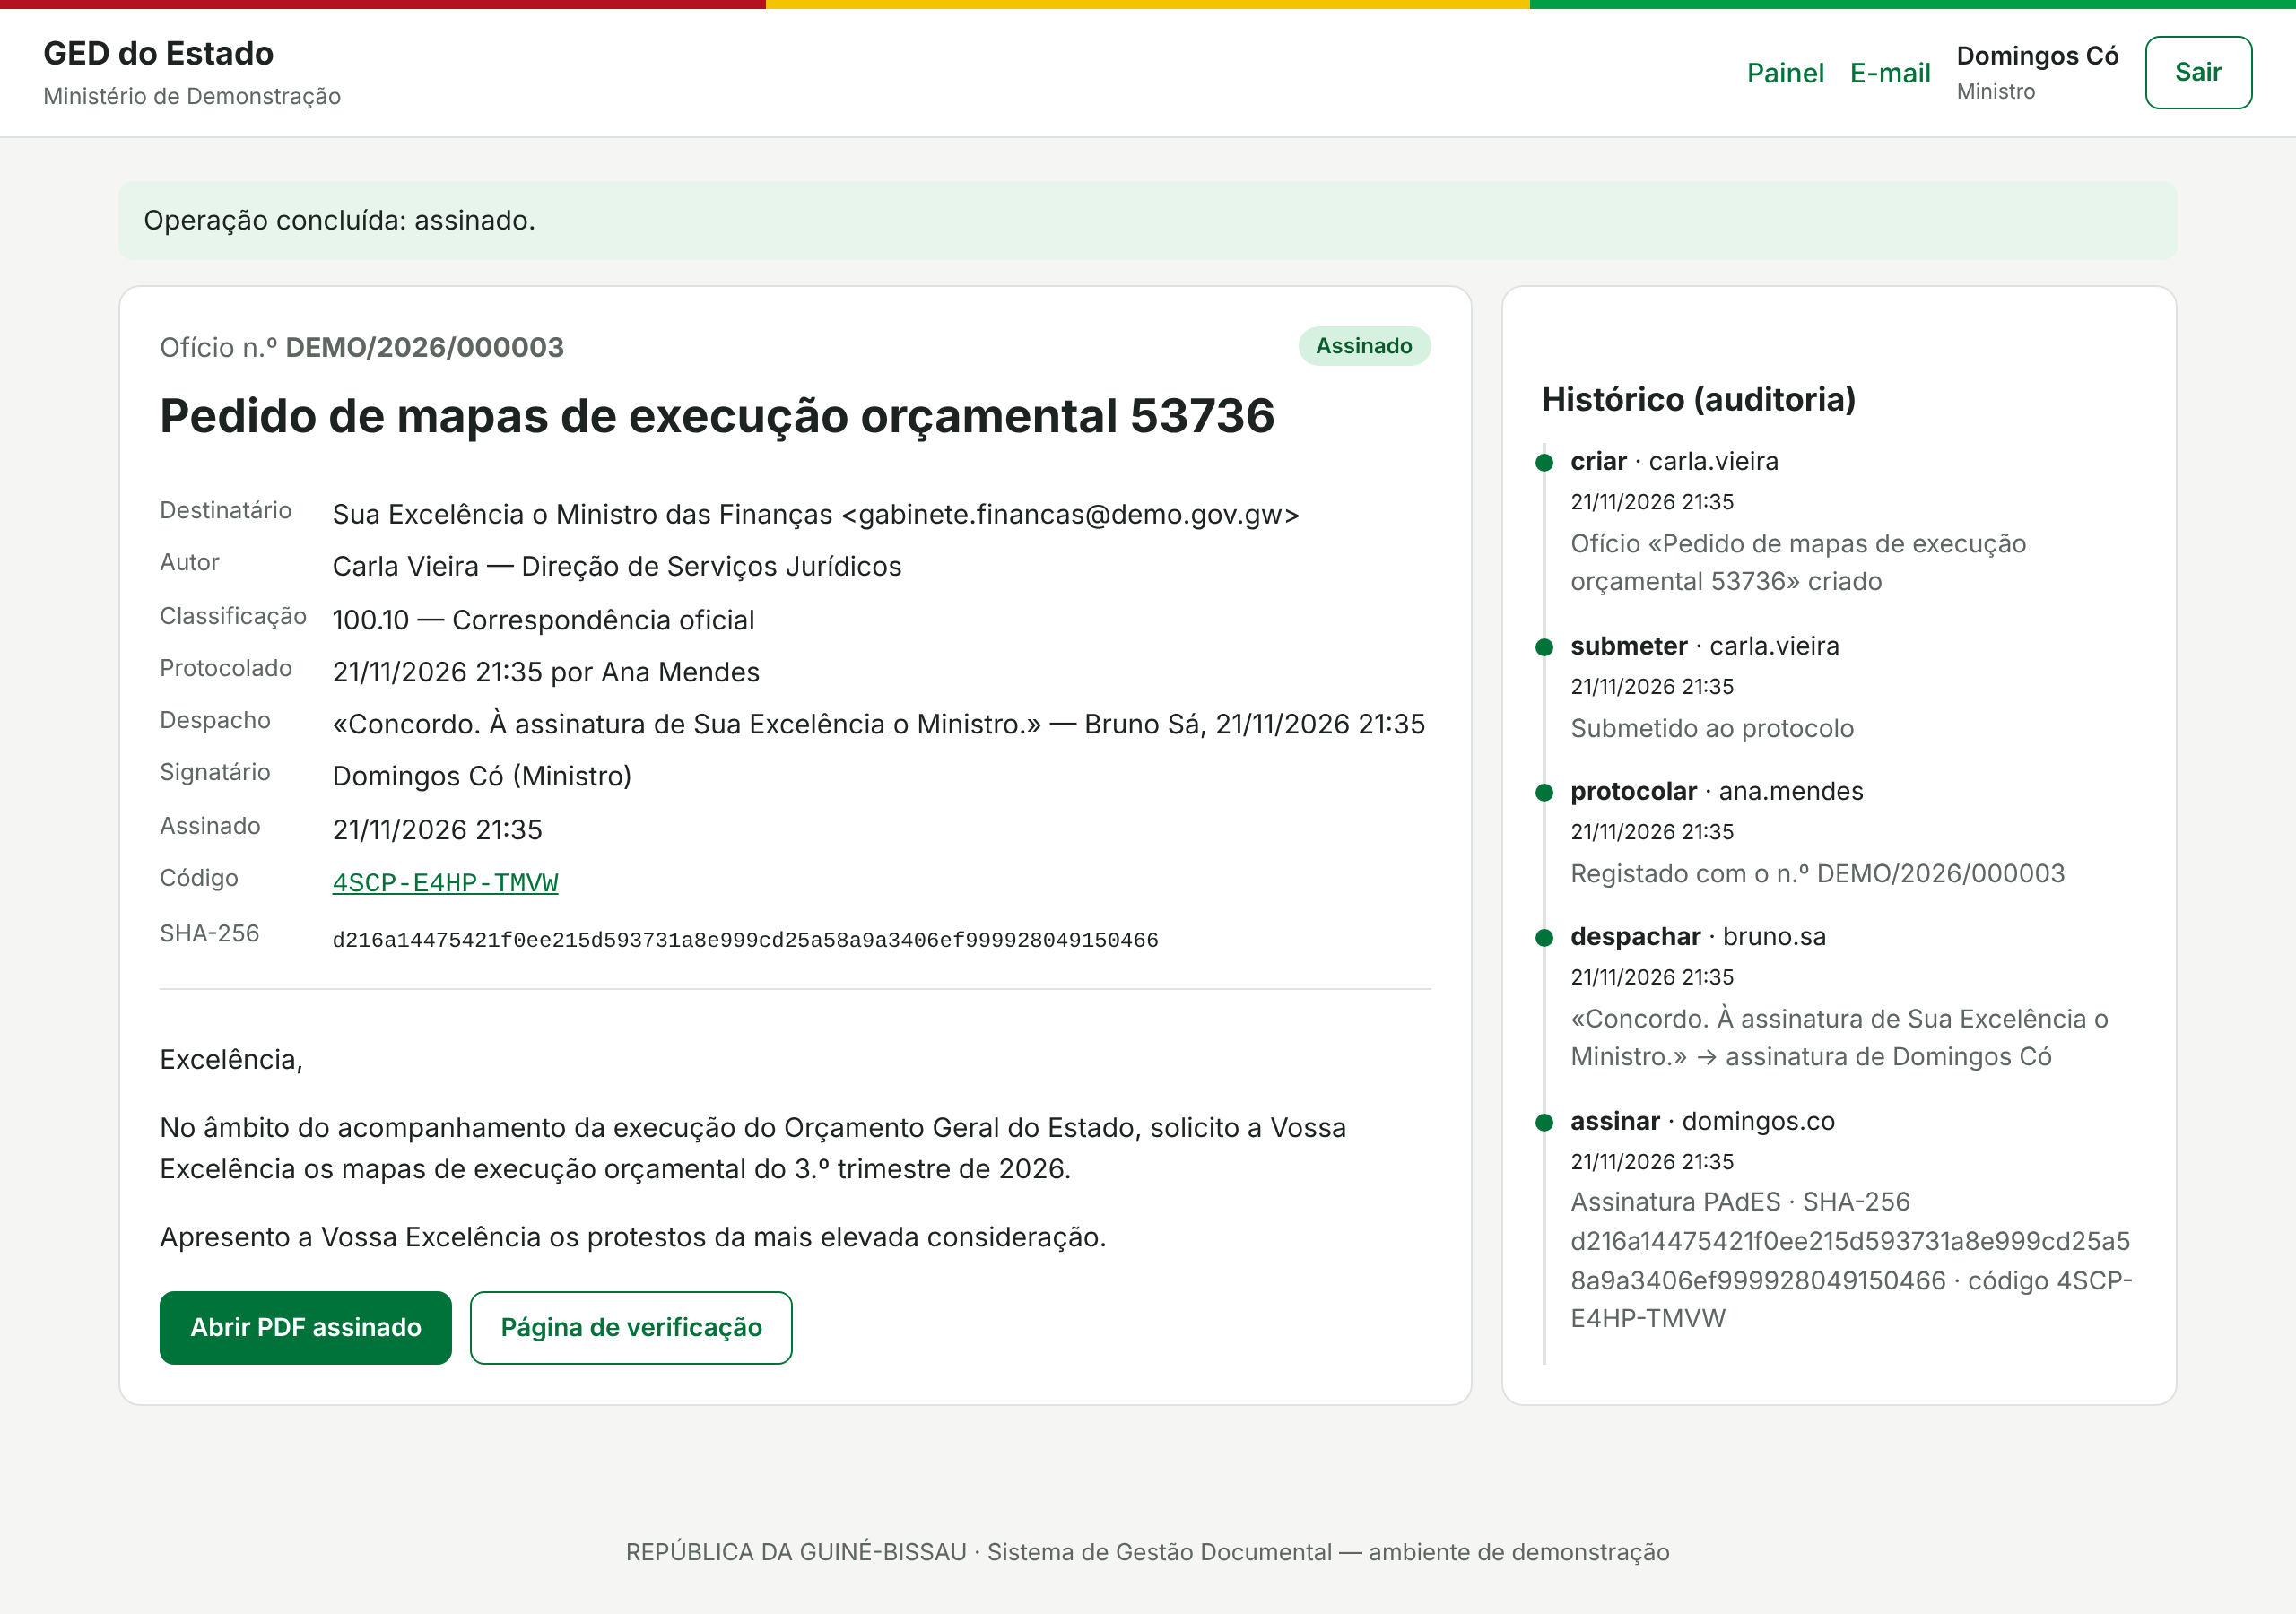 GED do Estado
Ministério de Demonstração
Painel
E-mail
Domingos Có
Ministro
Sair
Operação concluída: assinado.
Ofício n.º DEMO/2026/000003
Assinado
Pedido de mapas de execução orçamental 53736
Destinatário Sua Excelência o Ministro das Finanças <gabinete.financas@demo.gov.gw>
Autor Carla Vieira — Direção de Serviços Jurídicos
Classificação 100.10 — Correspondência oficial
Protocolado 21/11/2026 21:35 por Ana Mendes
Despacho «Concordo. À assinatura de Sua Excelência o Ministro.» — Bruno Sá, 21/11/2026 21:35
Signatário Domingos Có (Ministro)
Assinado 21/11/2026 21:35
Código 4SCP-E4HP-TMVW
SHA-256 d216a14475421f0ee215d593731a8e999cd25a58a9a3406ef999928049150466
Excelência,
No âmbito do acompanhamento da execução do Orçamento Geral do Estado, solicito a Vossa
Excelência os mapas de execução orçamental do 3.º trimestre de 2026.
Apresento a Vossa Excelência os protestos da mais elevada consideração.
Abrir PDF assinado
Página de verificação
Histórico (auditoria)
criar · carla.vieira
21/11/2026 21:35
Ofício «Pedido de mapas de execução
orçamental 53736» criado
submeter · carla.vieira
21/11/2026 21:35
Submetido ao protocolo
protocolar · ana.mendes
21/11/2026 21:35
Registado com o n.º DEMO/2026/000003
despachar · bruno.sa
21/11/2026 21:35
«Concordo. À assinatura de Sua Excelência o
Ministro.» → assinatura de Domingos Có
assinar · domingos.co
21/11/2026 21:35
Assinatura PAdES · SHA-256
d216a14475421f0ee215d593731a8e999cd25a5
8a9a3406ef999928049150466 · código 4SCP-
E4HP-TMVW
REPÚBLICA DA GUINÉ-BISSAU · Sistema de Gestão Documental — ambiente de demonstração